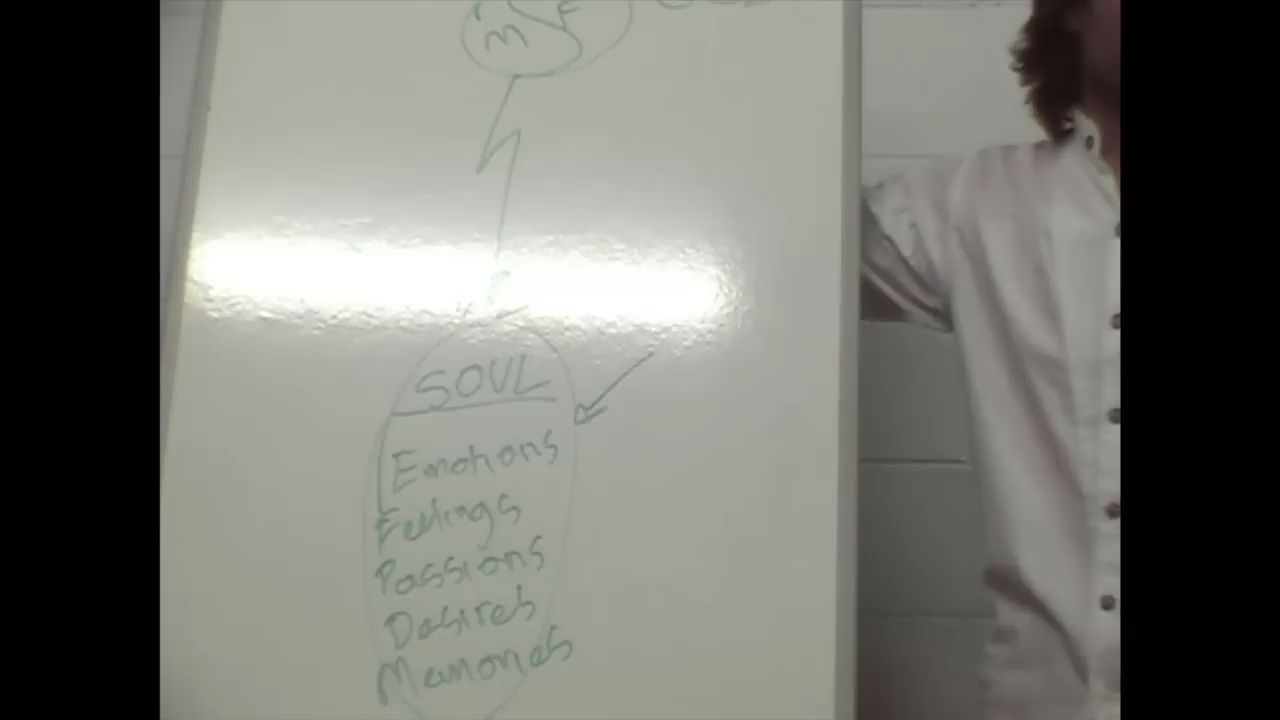 M F
SOUL
Emotions
Feelings
Passions
Desires
Memories